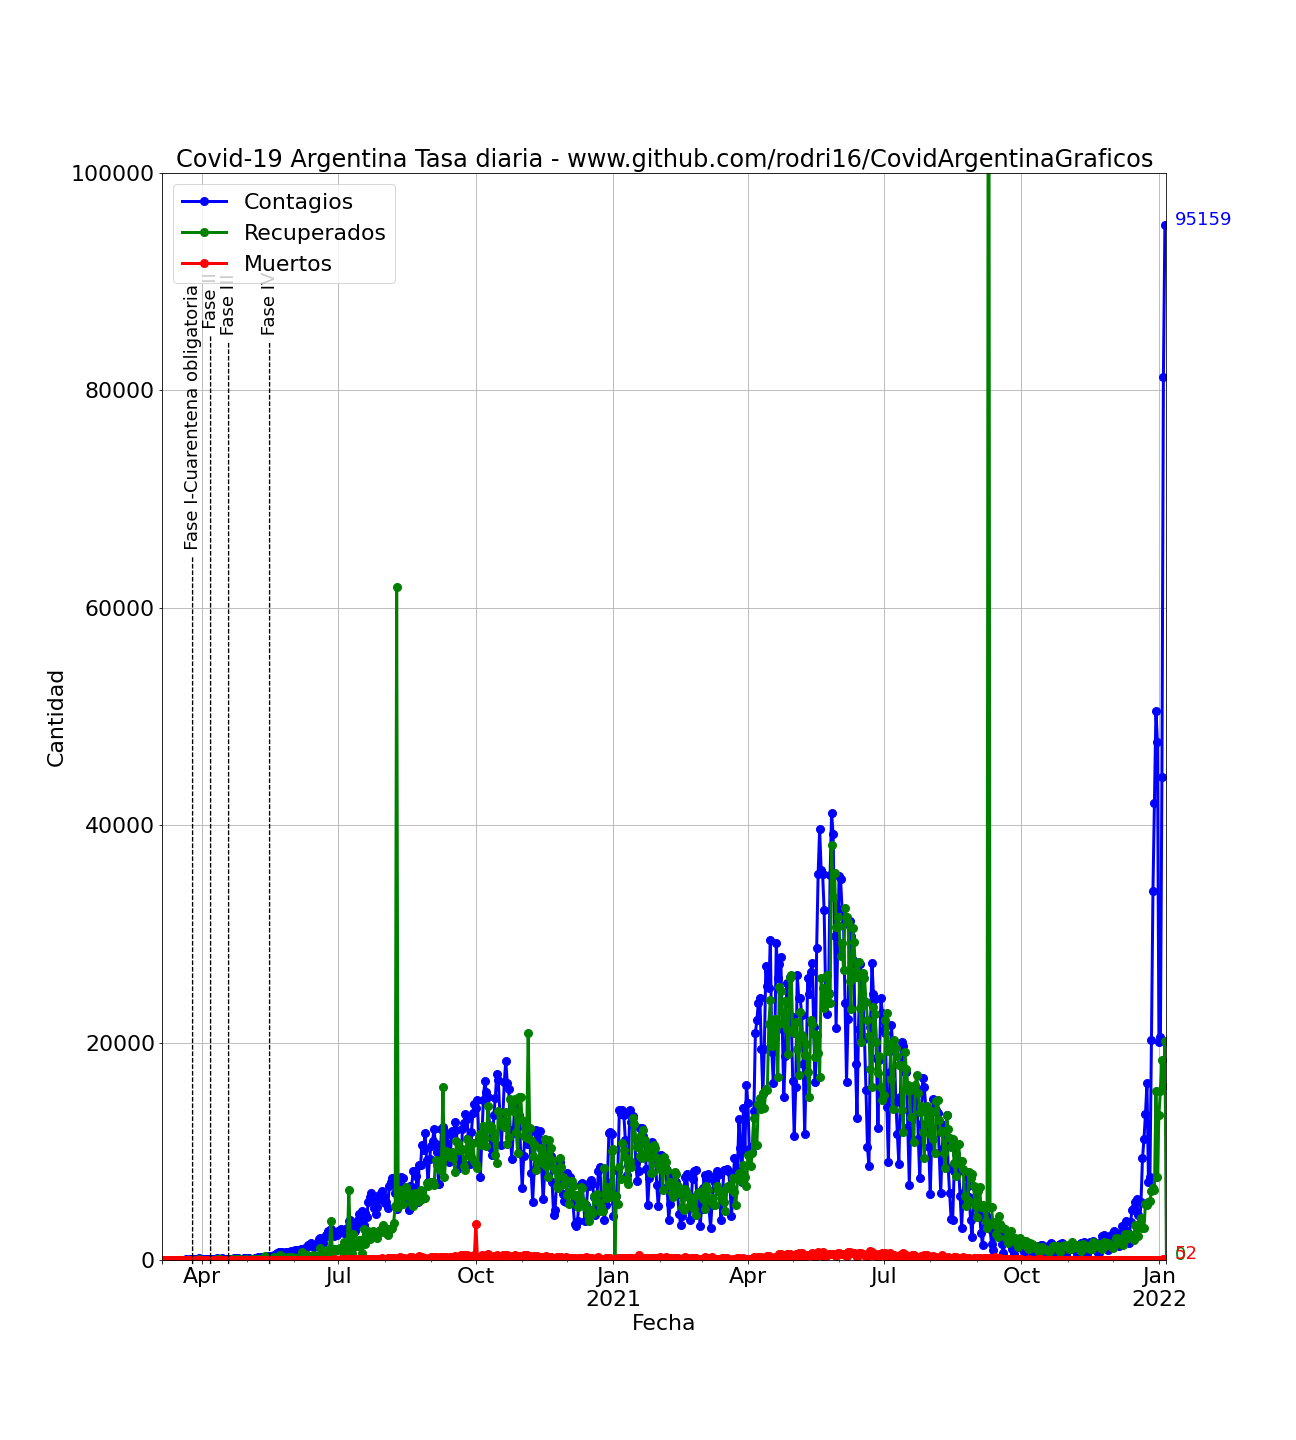 Covid-19 Argentina Tasa diaria - www.github.com/rodri16/CovidArgentinaGraficos
100000
80000
60000
40000
20000
0
Cantidad
Contagios
Recuperados
Muertos
Fase I-Cuarentena obligatoria
Fase II
Fase III
Fase IV
95159
52
Apr
Jul
Oct
Jan
2021
Apr
Jul
Oct
Jan
2022
Fecha